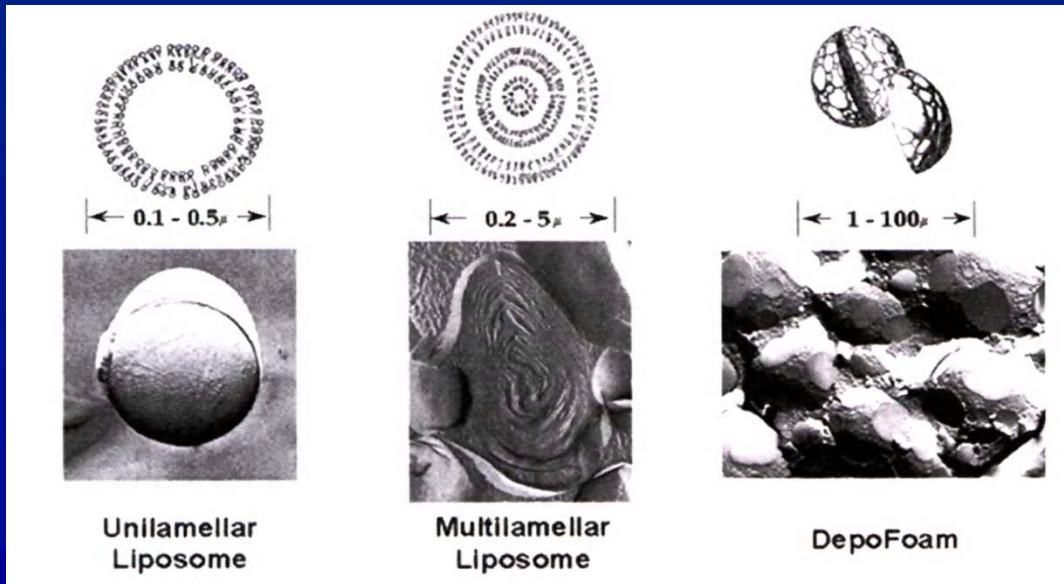 0.1 - 0.5μ
0.2 - 5μ
1 - 100μ
Unilamellar
Liposome
Multilamellar
Liposome
DepoFoam